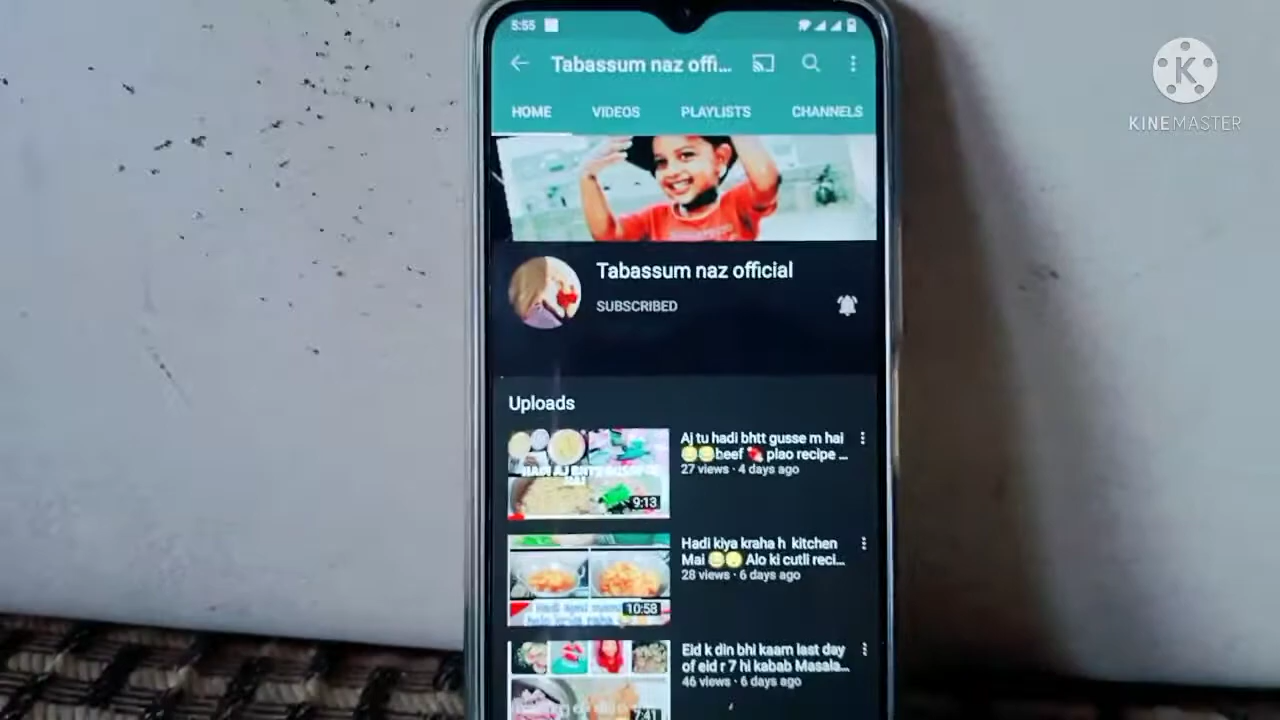 5:55
Tabassum naz offi...
HOME VIDEOS PLAYLISTS CHANNELS
Tabassum naz official
SUBSCRIBED
Uploads
Aj tu hadi bhtt gusse m hai
😄😄beef 🥩 plao recipe ...
27 views · 4 days ago
9:13
Hadi kiya kraha h kitchen
Mai 😄😮 Alo ki cutli reci...
28 views · 6 days ago
10:58
Eid k din bhi kaam last day
of eid r 7 hi kabab Masala...
46 views · 6 days ago
7:41
K
KINEMASTER